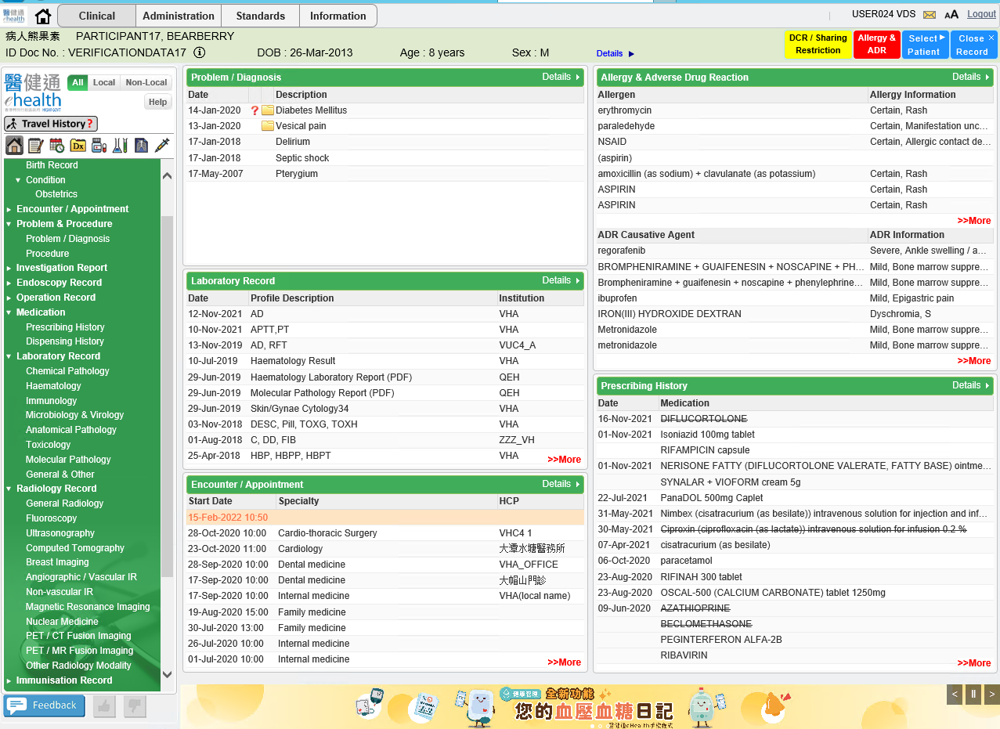 醫健通
ehealth
Clinical
Administration
Standards
Information
USER024 VDS
AA
Logout
病人熊果素 PARTICIPANT17, BEARBERRY
ID Doc No. : VERIFICATIONDATA17
DOB : 26-Mar-2013
Age : 8 years
Sex : M
Details
DCR / Sharing Restriction
Allergy & ADR
Select Patient
Close Record
醫健通
ehealth
All Local Non-Local
Help
Travel History?
Dx
Birth Record
Condition
Obstetrics
Encounter / Appointment
Problem & Procedure
Problem / Diagnosis
Procedure
Investigation Report
Endoscopy Record
Operation Record
Medication
Prescribing History
Dispensing History
Laboratory Record
Chemical Pathology
Haematology
Immunology
Microbiology & Virology
Anatomical Pathology
Toxicology
Molecular Pathology
General & Other
Radiology Record
General Radiology
Fluoroscopy
Ultrasonography
Computed Tomography
Breast Imaging
Angiographic / Vascular IR
Non-vascular IR
Magnetic Resonance Imaging
Nuclear Medicine
PET / CT Fusion Imaging
PET / MR Fusion Imaging
Other Radiology Modality
Immunisation Record
Feedback
Problem / Diagnosis Details
Date Description
14-Jan-2020 ? Diabetes Mellitus
13-Jan-2020 Vesical pain
17-Jan-2018 Delirium
17-Jan-2018 Septic shock
17-May-2007 Pterygium
Laboratory Record Details
Date Profile Description Institution
12-Nov-2021 AD VHA
10-Nov-2021 APTT,PT VHA
13-Nov-2019 AD, RFT VUC4_A
10-Jul-2019 Haematology Result VHA
29-Jun-2019 Haematology Laboratory Report (PDF) QEH
29-Jun-2019 Molecular Pathology Report (PDF) QEH
29-Jun-2019 Skin/Gynae Cytology34 VHA
03-Nov-2018 DESC, Pill, TOXG, TOXH VHA
01-Aug-2018 C, DD, FIB ZZZ_VH
25-Apr-2018 HBP, HBPP, HBPT VHA
>>More
Encounter / Appointment Details
Start Date Specialty HCP
15-Feb-2022 10:50
28-Oct-2020 10:00 Cardio-thoracic Surgery VHC4 1
23-Oct-2020 11:00 Cardiology 大潭水塘醫務所
28-Sep-2020 10:00 Dental medicine VHA_OFFICE
17-Sep-2020 10:00 Dental medicine 大帽山門診
17-Sep-2020 10:00 Internal medicine VHA(local name)
19-Aug-2020 15:00 Family medicine
30-Jul-2020 13:00 Family medicine
26-Jul-2020 10:00 Internal medicine
01-Jul-2020 10:00 Internal medicine
>>More
Allergy & Adverse Drug Reaction Details
Allergen Allergy Information
erythromycin Certain, Rash
paraledehyde Certain, Manifestation unc...
NSAID Certain, Allergic contact de...
(aspirin)
amoxicillin (as sodium) + clavulanate (as potassium) Certain, Rash
ASPIRIN Certain, Rash
ASPIRIN Certain, Rash
>>More
ADR Causative Agent ADR Information
regorafenib Severe, Ankle swelling / a...
BROMPHENIRAMINE + GUAIFENESIN + NOSCAPINE + PH... Mild, Bone marrow suppre...
Brompheniramine + guaifenesin + noscapine + phenylephrine... Mild, Bone marrow suppre...
ibuprofen Mild, Epigastric pain
IRON(III) HYDROXIDE DEXTRAN Dyschromia, S
Metronidazole Mild, Bone marrow suppre...
metronidazole Mild, Bone marrow suppre...
>>More
Prescribing History Details
Date Medication
16-Nov-2021 DIFLUCORTOLONE
01-Nov-2021 Isoniazid 100mg tablet
RIFAMPICIN capsule
01-Nov-2021 NERISONE FATTY (DIFLUCORTOLONE VALERATE, FATTY BASE) ointme...
SYNALAR + VIOFORM cream 5g
22-Jul-2021 PanaDOL 500mg Caplet
31-May-2021 Nimbex (cisatracurium (as besilate)) intravenous solution for injection and inf...
30-May-2021 Ciproxin (ciprofloxacin (as lactate)) intravenous solution for infusion 0.2 %
07-Apr-2021 cisatracurium (as besilate)
06-Oct-2020 paracetamol
23-Aug-2020 RIFINAH 300 tablet
23-Aug-2020 OSCAL-500 (CALCIUM CARBONATE) tablet 1250mg
09-Jun-2020 AZATHIOPRINE
BECLOMETHASONE
PEGINTERFERON ALFA-2B
RIBAVIRIN
>>More
健康管理 全新功能
您的血壓血糖日記
醫健通eHealth手機程式
< II >